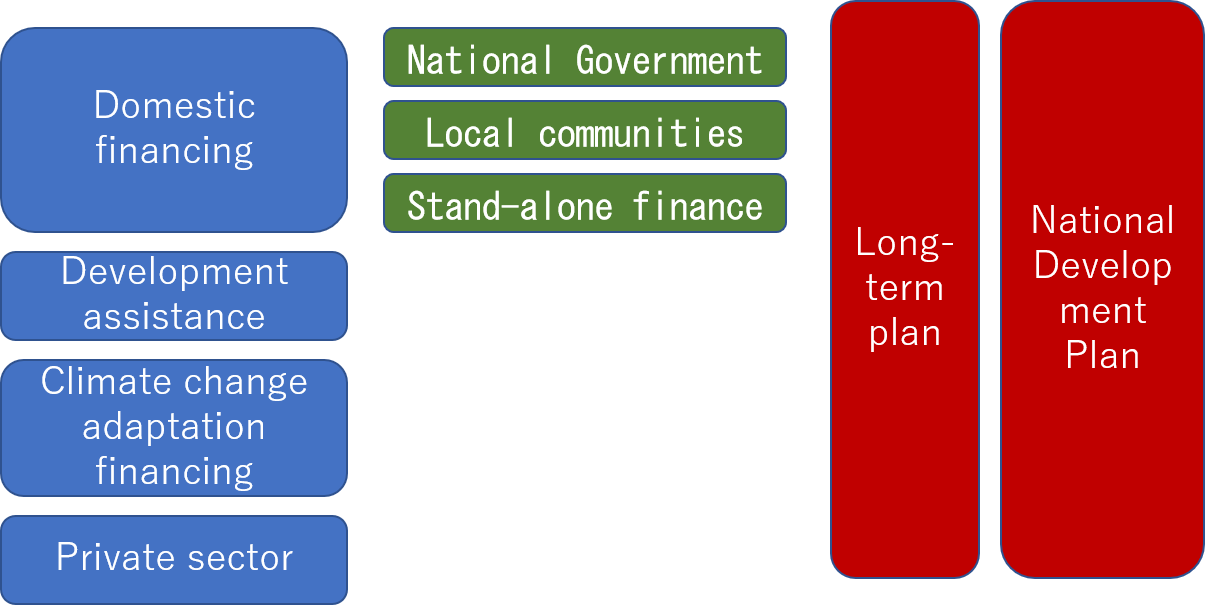 Domestic
financing
National Government
Local communities
Stand-alone finance
Development
assistance
Climate change
adaptation
financing
Private sector
Long-
term
plan
National
Develop
ment
Plan